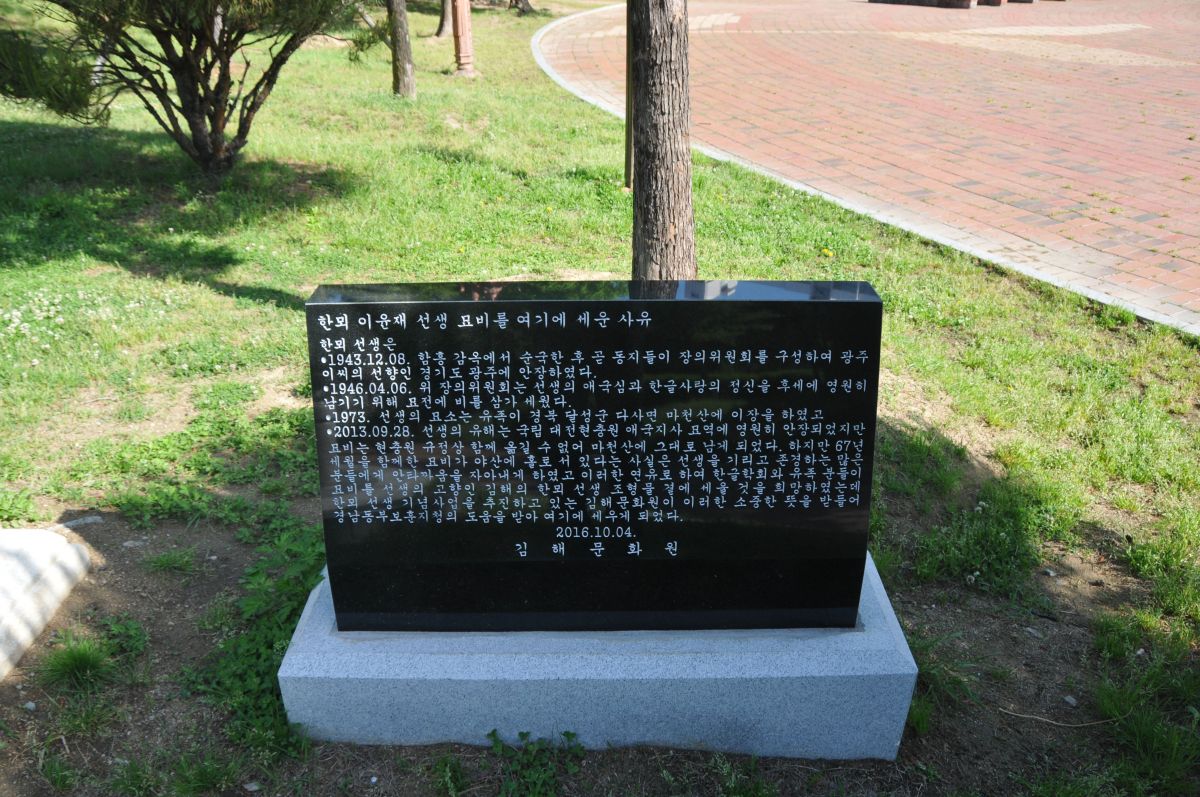 한뫼 이윤재 선생 묘비를 여기에 세운 사유
한뫼 선생은
•1943.12.08. 함흥 감옥에서 순국한 후 곧 동지들이 장의위원회를 구성하여 광주
이씨의 선향인 경기도 광주에 안장하였다.
•1946.04.06. 위 장의위원회는 선생의 애국심과 한글사랑의 정신을 후세에 영원히
남기기 위해 묘전에 비를 삼가 세웠다.
•1973. 선생의 묘소는 유족이 경북 달성군 다사면 마천산에 이장을 하였고
•2013.09.28. 선생의 유해는 국립 대전현충원 애국지사 묘역에 영원히 안장되었지만
묘비는 현충원 규정상 함께 옮길 수 없어 마천산에 그대로 남게 되었다. 하지만 67년
세월을 함께한 묘비가 야산에 홀로 서 있다는 사실은 선생을 기리고 존경하는 많은
분들에게 안타까움을 자아내게 하였고 이러한 연유로 하여 한글학회와 유족 분들이
묘비를 선생의 고향인 김해의 한뫼 선생 조형물 곁에 세울 것을 희망하였는데
한뫼 선생 기념사업을 추진하고 있는 김해문화원이 이러한 소중한 뜻을 받들어
경남동부보훈지청의 도움을 받아 여기에 세우게 되었다.
2016.10.04.
김 해 문 화 원